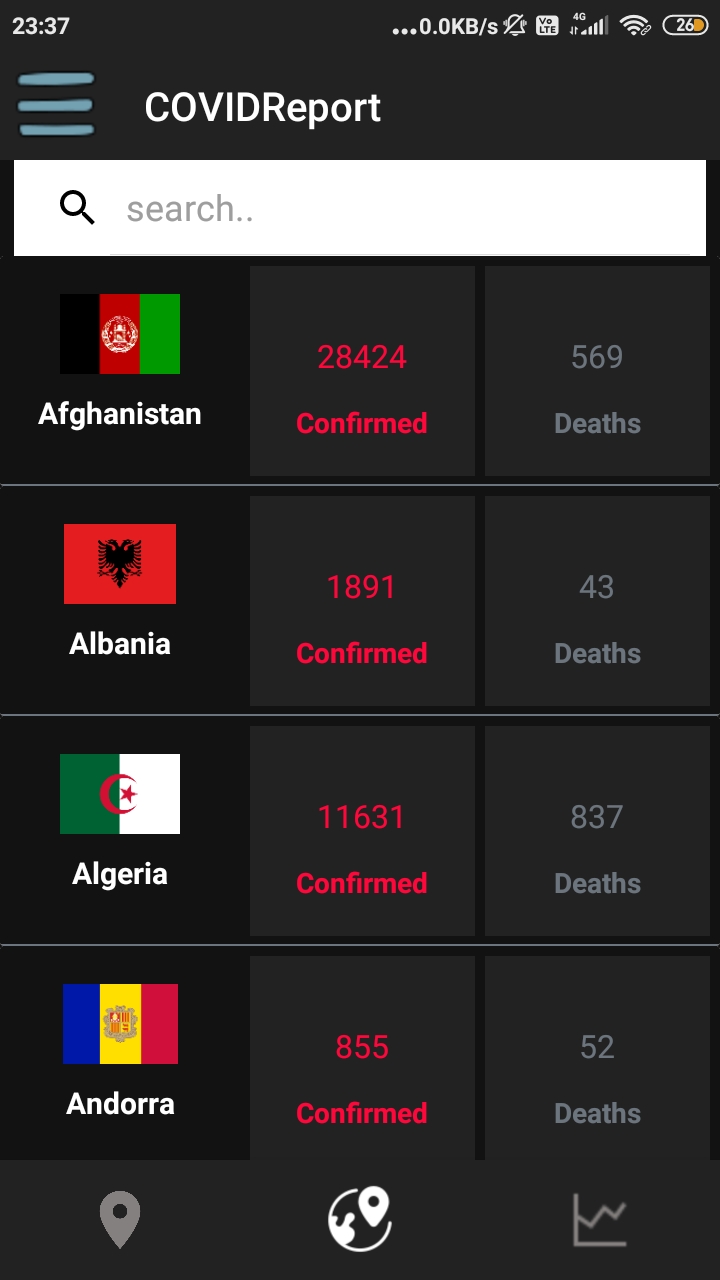 23:37 ...0.0KB/s Vo LTE 4G 26
COVIDReport
search..
28424 569
Afghanistan Confirmed Deaths
1891 43
Albania Confirmed Deaths
11631 837
Algeria Confirmed Deaths
855 52
Andorra Confirmed Deaths